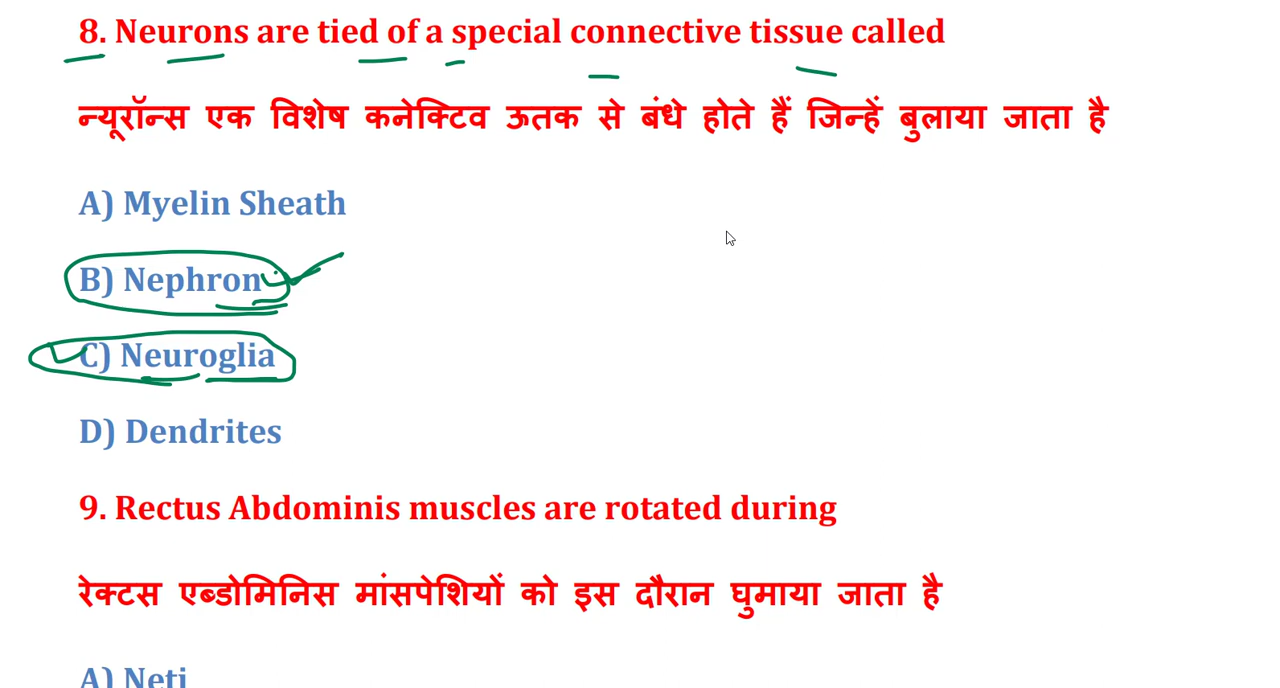 8. Neurons are tied of a special connective tissue called
न्यूरॉन्स एक विशेष कनेक्टिव ऊतक से बंधे होते हैं जिन्हें बुलाया जाता है
A) Myelin Sheath
B) Nephron
C) Neuroglia
D) Dendrites
9. Rectus Abdominis muscles are rotated during
रेक्टस एब्डोमिनिस मांसपेशियों को इस दौरान घुमाया जाता है
A) Neti